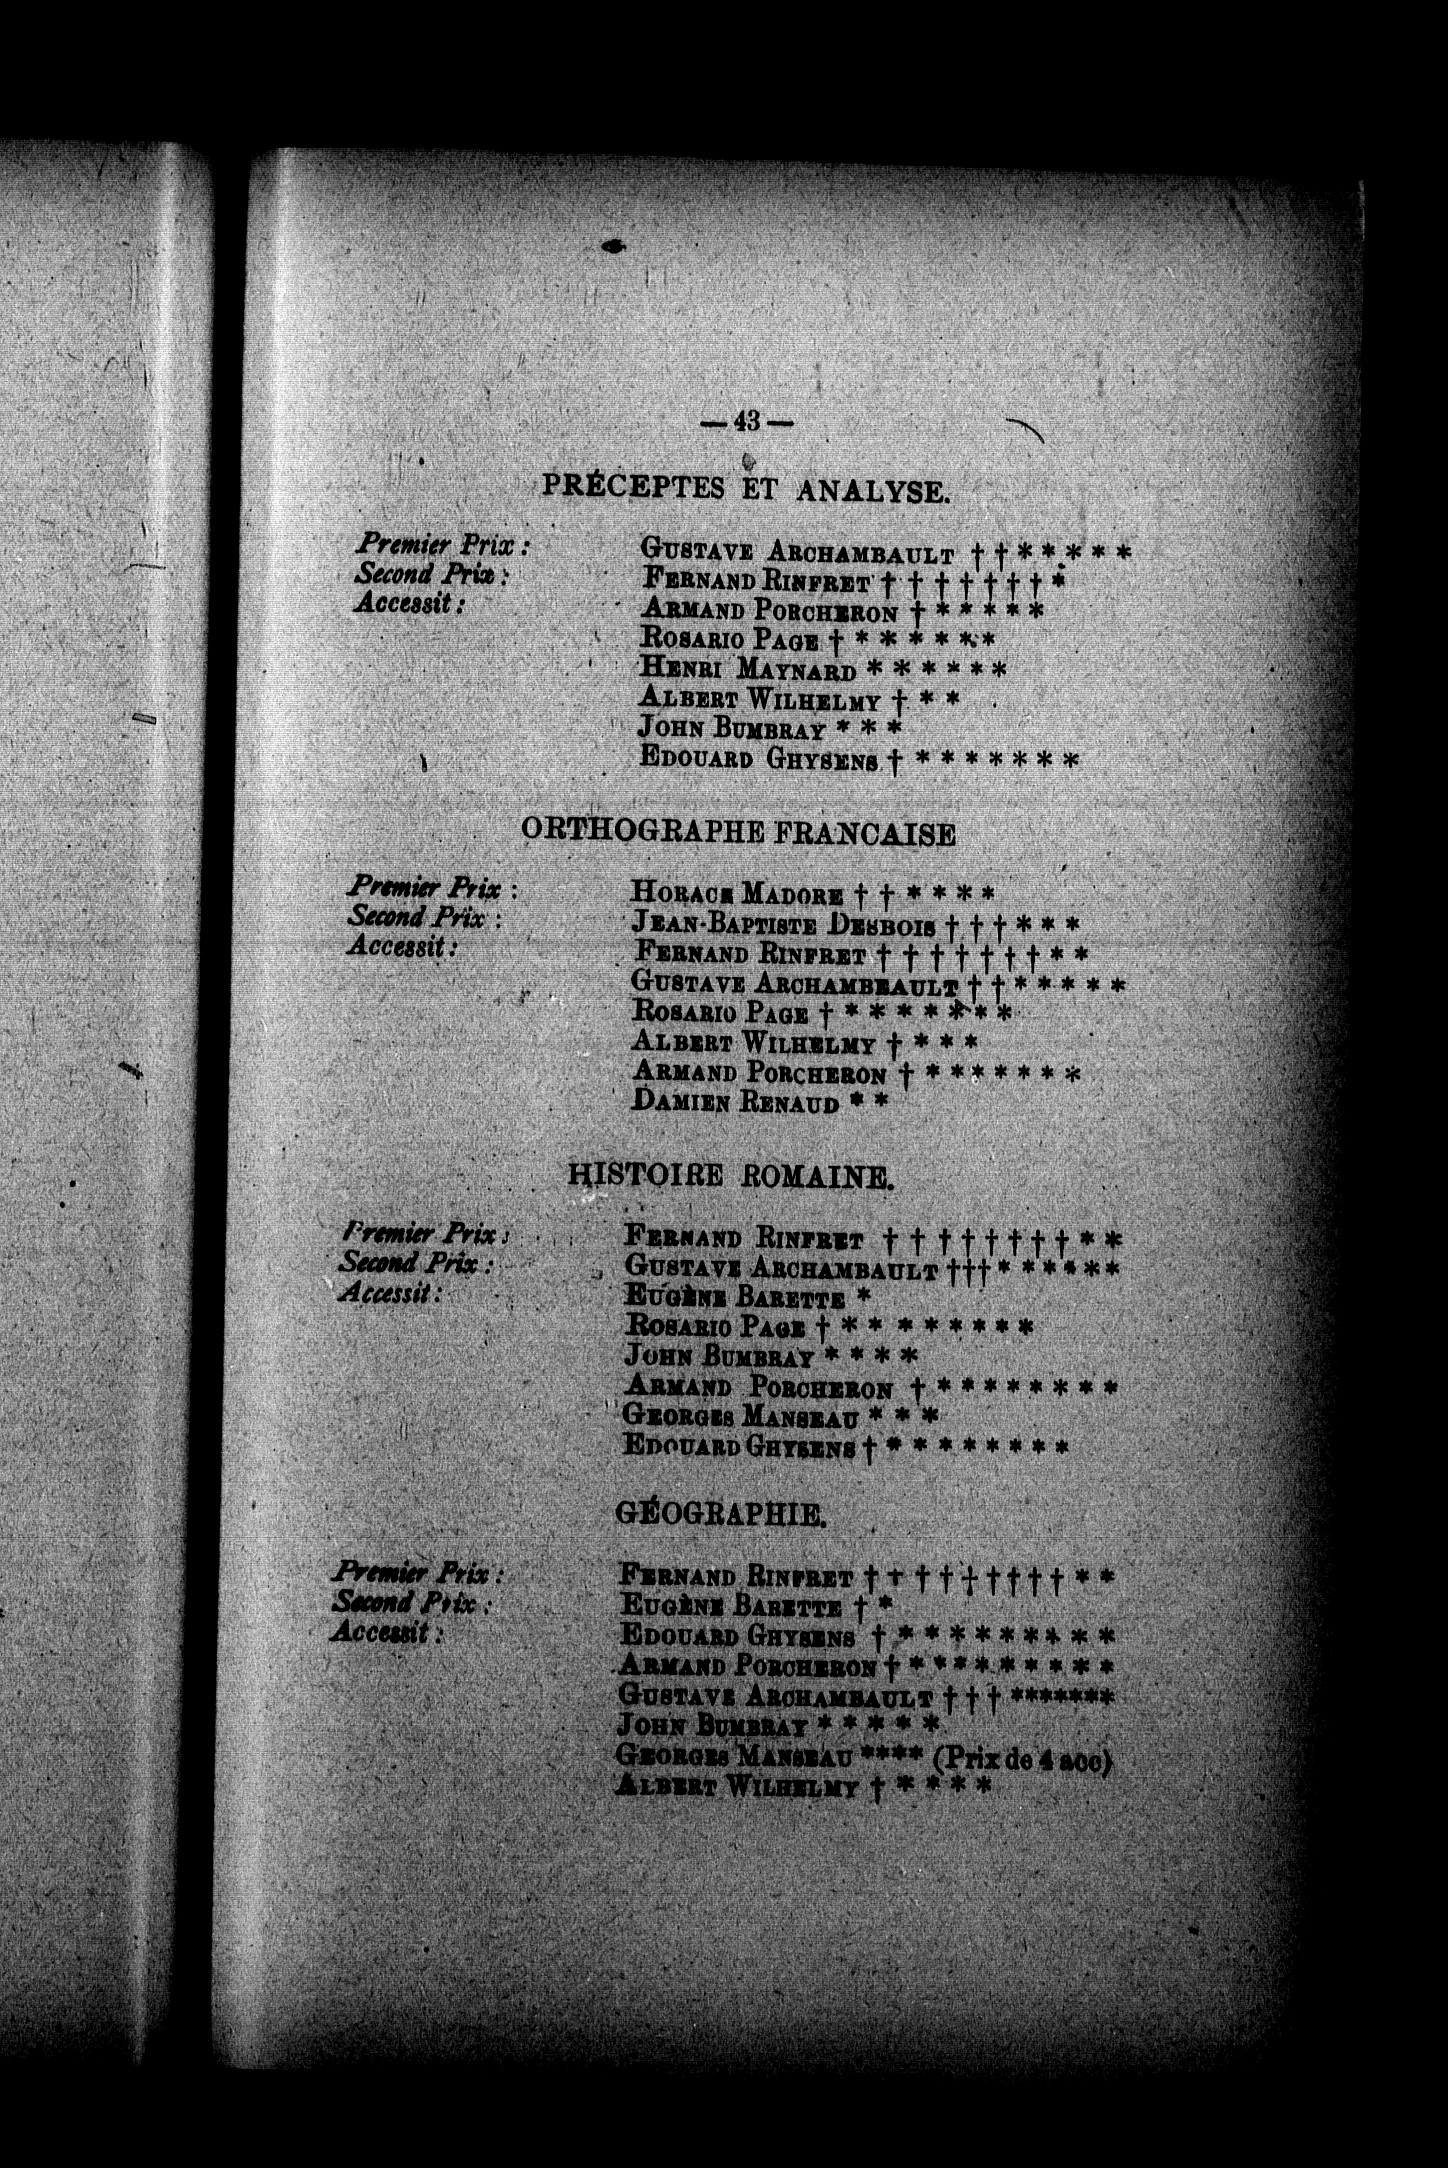 — 43 —
PRÉCEPTES ET ANALYSE.
Premier Prix : GUSTAVE ARCHAMBAULT † † * * * * *
Second Prix : FERNAND RINFRET † † † † † † † *
Accessit : ARMAND PORCHERON † * * * * *
ROSARIO PAGE † * * * * * *
HENRI MAYNARD * * * * * *
ALBERT WILHELMY † * *
JOHN BUMBRAY * * *
EDOUARD GHYSENS † * * * * * * *
ORTHOGRAPHE FRANCAISE
Premier Prix : HORACE MADORE † † * * * *
Second Prix : JEAN-BAPTISTE DESBOIS † † † * * *
Accessit : FERNAND RINFRET † † † † † † † * *
GUSTAVE ARCHAMBEAULT † † * * * * *
ROSARIO PAGE † * * * * * * *
ALBERT WILHELMY † * * *
ARMAND PORCHERON † * * * * * * *
DAMIEN RENAUD * *
HISTOIRE ROMAINE.
Premier Prix : FERNAND RINFRET † † † † † † † † * *
Second Prix : GUSTAVE ARCHAMBAULT ††† * * * * * *
Accessit : EUGÈNE BARETTE *
ROSARIO PAGE † * * * * * * * *
JOHN BUMBRAY * * * *
ARMAND PORCHERON † * * * * * * * *
GEORGES MANSEAU * * *
EDOUARD GHYSENS † * * * * * * * *
GÉOGRAPHIE.
Premier Prix : FERNAND RINFRET † † † † † † † † † * *
Second Prix : EUGÈNE BARETTE † *
Accessit : EDOUARD GHYSENS † * * * * * * * * *
ARMAND PORCHERON † * * * * * * * * *
GUSTAVE ARCHAMBAULT † † † *******
JOHN BUMBRAY * * * * *
GEORGES MANSEAU **** (Prix de 4 acc)
ALBERT WILHELMY † * * * *